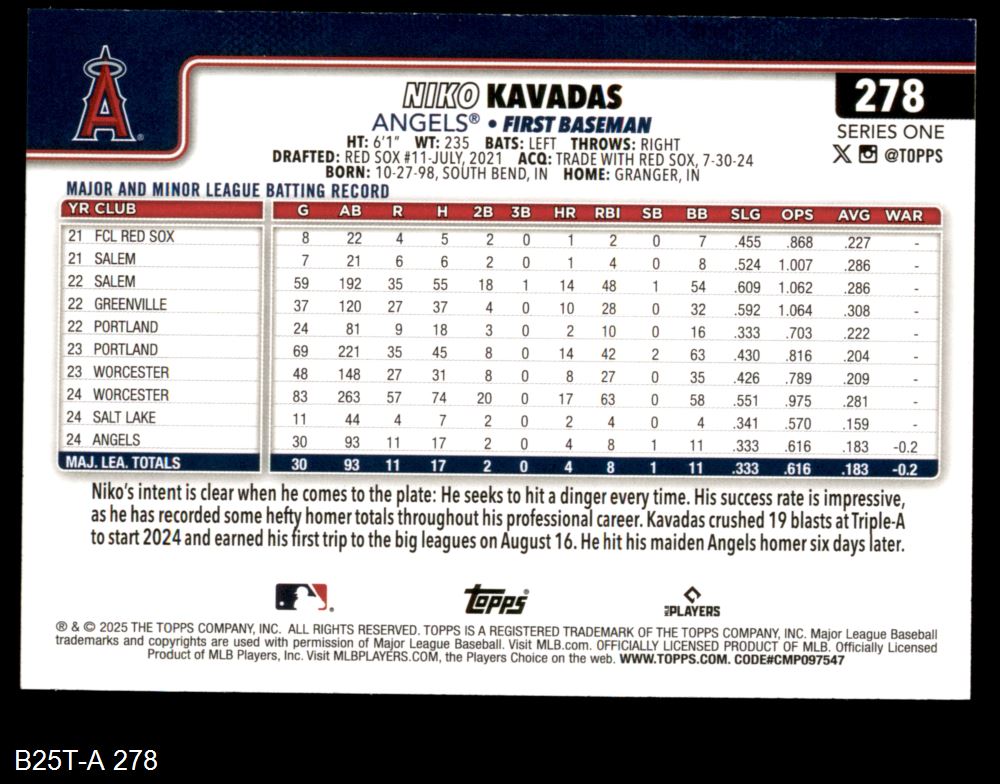 A
NIKO KAVADAS
278
ANGELS® • FIRST BASEMAN
SERIES ONE
HT: 6'1" WT: 235 BATS: LEFT THROWS: RIGHT
@TOPPS
DRAFTED: RED SOX #11-JULY, 2021 ACQ: TRADE WITH RED SOX, 7-30-24
BORN: 10-27-98, SOUTH BEND, IN HOME: GRANGER, IN
MAJOR AND MINOR LEAGUE BATTING RECORD
YR CLUB G AB R H 2B 3B HR RBI SB BB SLG OPS AVG WAR
21 FCL RED SOX 8 22 4 5 2 0 1 2 0 7 .455 .868 .227 -
21 SALEM 7 21 6 6 2 0 1 4 0 8 .524 1.007 .286 -
22 SALEM 59 192 35 55 18 1 14 48 1 54 .609 1.062 .286 -
22 GREENVILLE 37 120 27 37 4 0 10 28 0 32 .592 1.064 .308 -
22 PORTLAND 24 81 9 18 3 0 2 10 0 16 .333 .703 .222 -
23 PORTLAND 69 221 35 45 8 0 14 42 2 63 .430 .816 .204 -
23 WORCESTER 48 148 27 31 8 0 8 27 0 35 .426 .789 .209 -
24 WORCESTER 83 263 57 74 20 0 17 63 0 58 .551 .975 .281 -
24 SALT LAKE 11 44 4 7 2 0 2 4 0 4 .341 .570 .159 -
24 ANGELS 30 93 11 17 2 0 4 8 1 11 .333 .616 .183 -0.2
MAJ. LEA. TOTALS 30 93 11 17 2 0 4 8 1 11 .333 .616 .183 -0.2
Niko's intent is clear when he comes to the plate: He seeks to hit a dinger every time. His success rate is impressive,
as he has recorded some hefty homer totals throughout his professional career. Kavadas crushed 19 blasts at Triple-A
to start 2024 and earned his first trip to the big leagues on August 16. He hit his maiden Angels homer six days later.
Topps
MLB PLAYERS
® & © 2025 THE TOPPS COMPANY, INC. ALL RIGHTS RESERVED. TOPPS IS A REGISTERED TRADEMARK OF THE TOPPS COMPANY, INC. Major League Baseball
trademarks and copyrights are used with permission of Major League Baseball. Visit MLB.com. OFFICIALLY LICENSED PRODUCT OF MLB. Officially Licensed
Product of MLB Players, Inc. Visit MLBPLAYERS.COM, the Players Choice on the web. WWW.TOPPS.COM. CODE#CMP097547
B25T-A 278